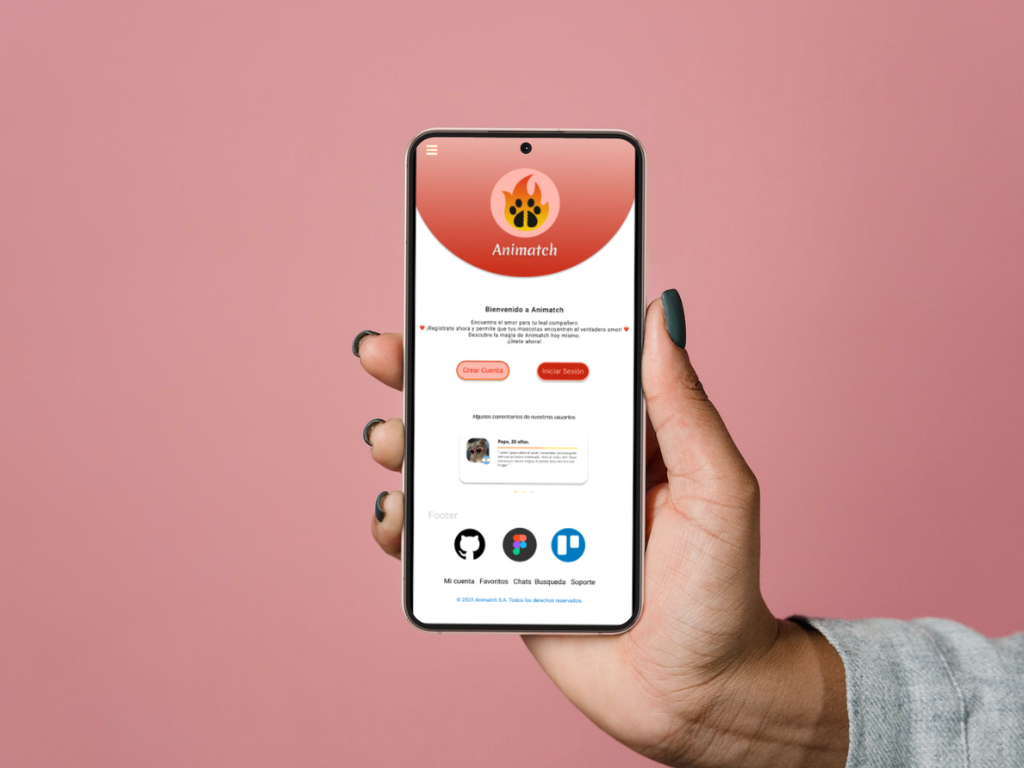 Animatch
Bienvenido a Animatch
Encuentra el amor para tu leal compañero
¡Regístrate ahora y permite que tus mascotas encuentren el verdadero amor!
Descubre la magia de Animatch hoy mismo.
¡Únete ahora!
Crear Cuenta
Iniciar Sesión
Algunos comentarios de nuestros usuarios
Pepe, 20 años.
Footer
Mi cuenta Favoritos Chats Busqueda Suporte
© 2023 Animatch S.A. Todos los derechos reservados.